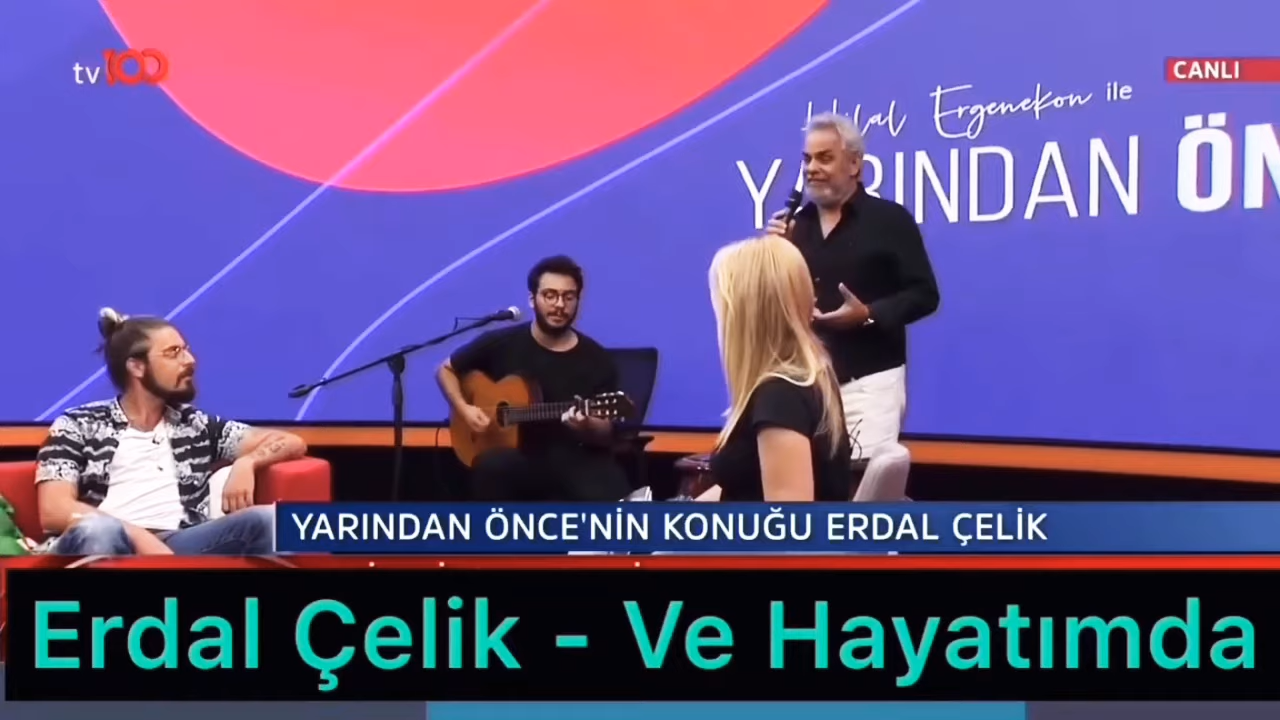 tv100
CANLI
Hilal Ergenekon ile
YARINDAN ÖN
YARINDAN ÖNCE'NİN KONUĞU ERDAL ÇELİK
Erdal Çelik - Ve Hayatımda